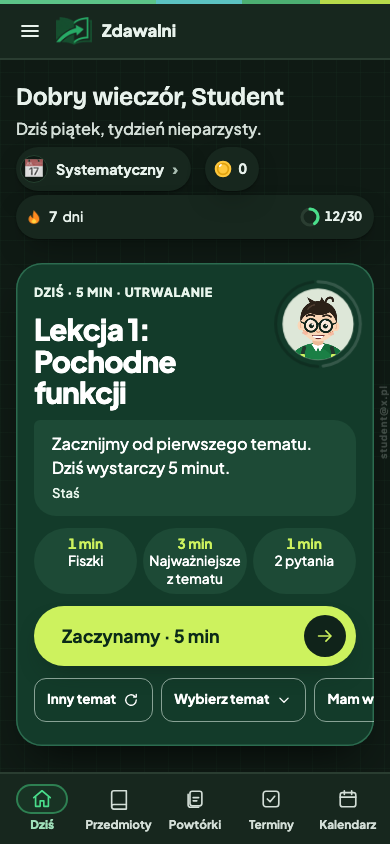 Zdawalni
Dobry wieczór, Student
Dziś piątek, tydzień nieparzysty.
Systematyczny ›
0
7 dni
12/30
DZIŚ · 5 MIN · UTRWALANIE
Lekcja 1:
Pochodne
funkcji
Zacznijmy od pierwszego tematu.
Dziś wystarczy 5 minut.
Staś
1 min
Fiszki
3 min
Najważniejsze
z tematu
1 min
2 pytania
Zaczynamy · 5 min
Inny temat
Wybierz temat
Mam w
student@x.pl
Dziś
Przedmioty
Powtórki
Terminy
Kalendarz